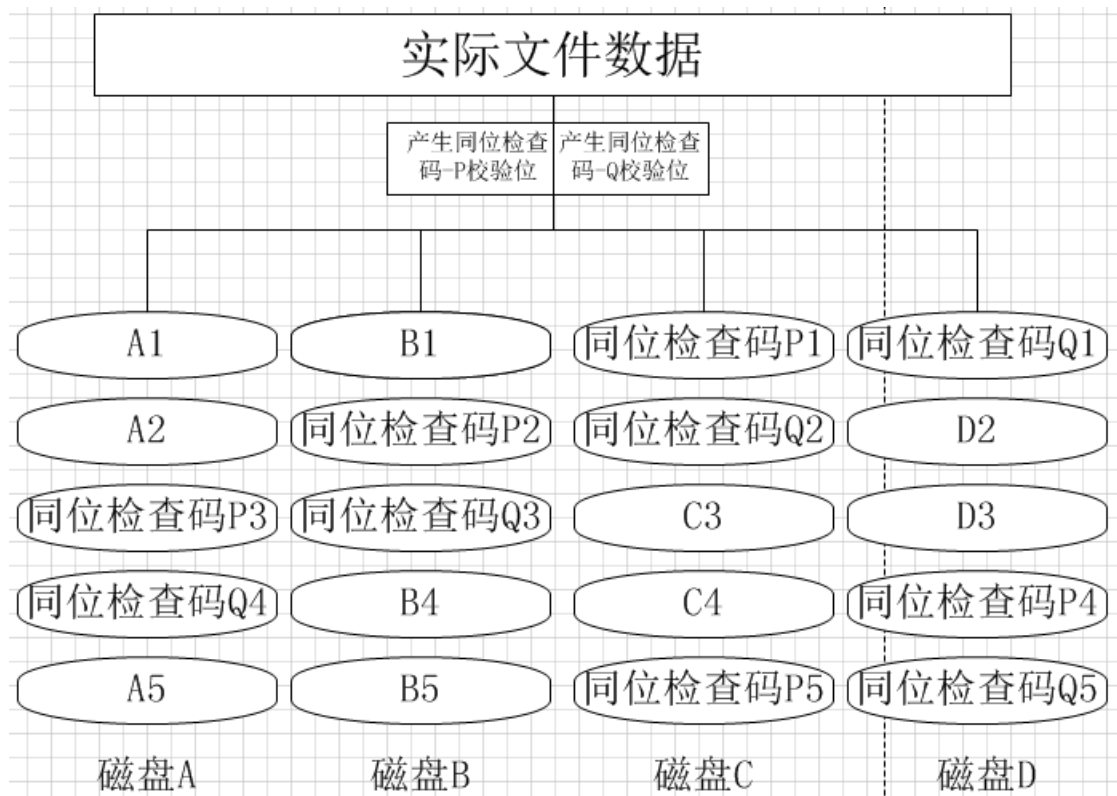 实际文件数据
产生同位检查
码-P校验位
产生同位检查
码-Q校验位
A1
B1
同位检查码P1
同位检查码Q1
A2
同位检查码P2
同位检查码Q2
D2
同位检查码P3
同位检查码Q3
C3
D3
同位检查码Q4
B4
C4
同位检查码P4
A5
B5
同位检查码P5
同位检查码Q5
磁盘A
磁盘B
磁盘C
磁盘D